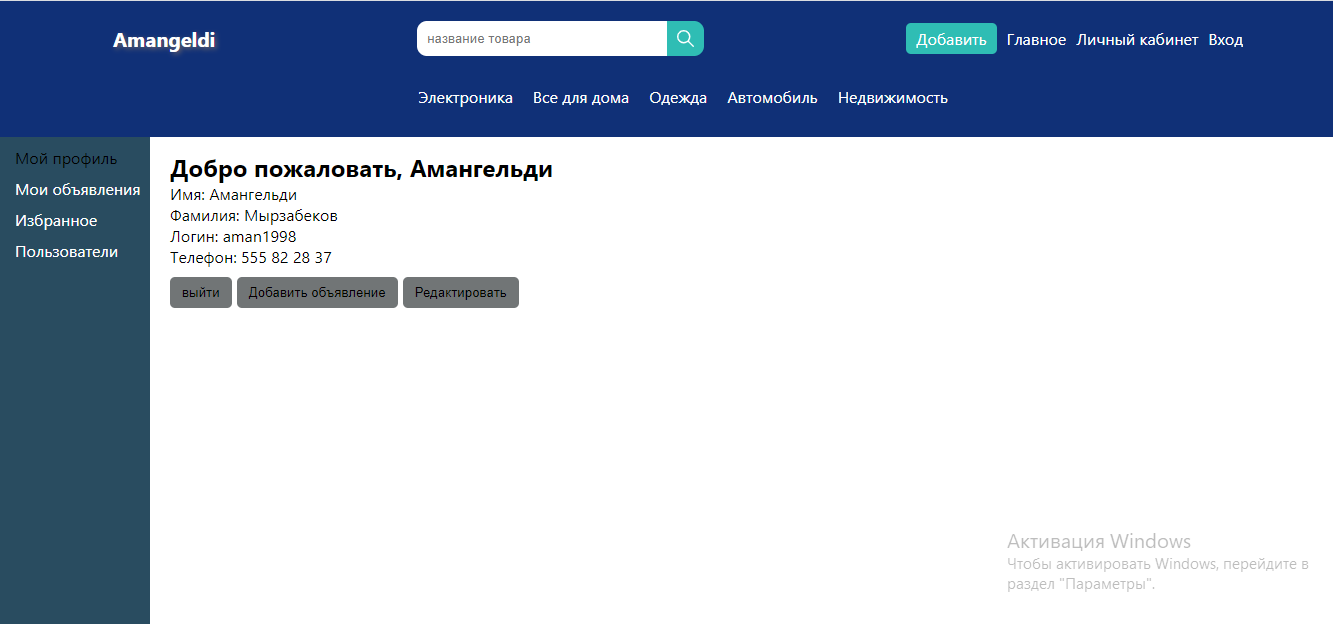 Amangeldi
название товара
Добавить Главное Личный кабинет Вход
Электроника Все для дома Одежда Автомобиль Недвижимость
Мой профиль
Мои объявления
Избранное
Пользователи
Добро пожаловать, Амангельди
Имя: Амангельди
Фамилия: Мырзабеков
Логин: aman1998
Телефон: 555 82 28 37
выйти Добавить объявление Редактировать
Активация Windows
Чтобы активировать Windows, перейдите в
раздел "Параметры".